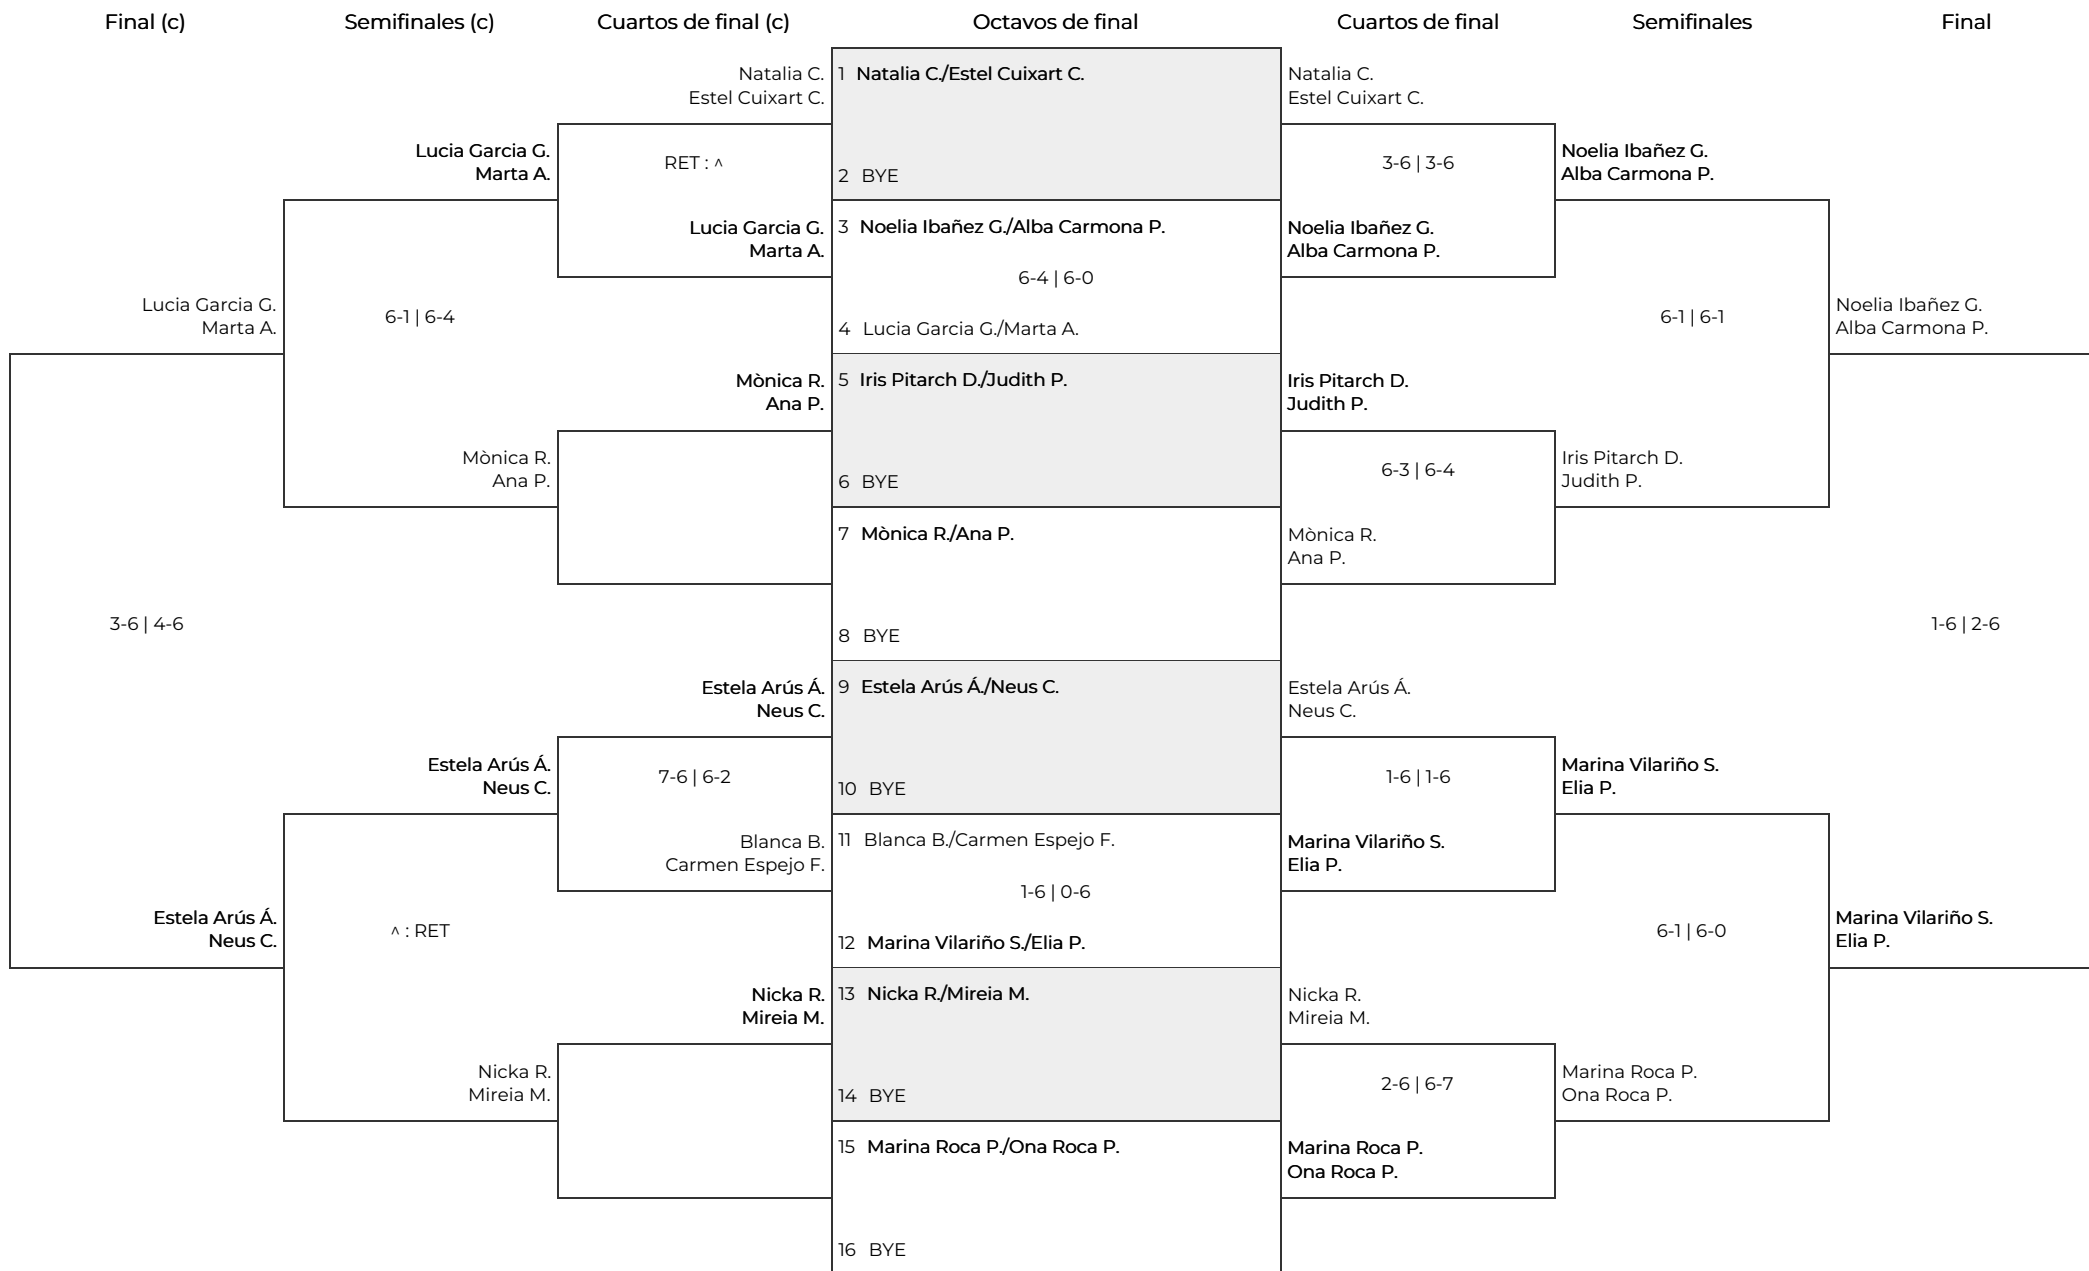 Final (c)
Semifinales (c)
Cuartos de final (c)
Octavos de final
Cuartos de final
Semifinales
Final
Lucia Garcia G.
Marta A.
3-6 | 4-6
Estela Arús Á.
Neus C.
Lucia Garcia G.
Marta A.
6-1 | 6-4
Mònica R.
Ana P.
Estela Arús Á.
Neus C.
^ : RET
Nicka R.
Mireia M.
Natalia C.
Estel Cuixart C.
RET : ^
Lucia Garcia G.
Marta A.
Mònica R.
Ana P.
Estela Arús Á.
Neus C.
7-6 | 6-2
Blanca B.
Carmen Espejo F.
Nicka R.
Mireia M.
1 Natalia C./Estel Cuixart C.
2 BYE
3 Noelia Ibañez G./Alba Carmona P.
6-4 | 6-0
4 Lucia Garcia G./Marta A.
5 Iris Pitarch D./Judith P.
6 BYE
7 Mònica R./Ana P.
8 BYE
9 Estela Arús Á./Neus C.
10 BYE
11 Blanca B./Carmen Espejo F.
1-6 | 0-6
12 Marina Vilariño S./Elia P.
13 Nicka R./Mireia M.
14 BYE
15 Marina Roca P./Ona Roca P.
16 BYE
Natalia C.
Estel Cuixart C.
3-6 | 3-6
Noelia Ibañez G.
Alba Carmona P.
Iris Pitarch D.
Judith P.
6-3 | 6-4
Mònica R.
Ana P.
Estela Arús Á.
Neus C.
1-6 | 1-6
Marina Vilariño S.
Elia P.
Nicka R.
Mireia M.
2-6 | 6-7
Marina Roca P.
Ona Roca P.
Noelia Ibañez G.
Alba Carmona P.
6-1 | 6-1
Iris Pitarch D.
Judith P.
Marina Vilariño S.
Elia P.
6-1 | 6-0
Marina Roca P.
Ona Roca P.
Noelia Ibañez G.
Alba Carmona P.
1-6 | 2-6
Marina Vilariño S.
Elia P.